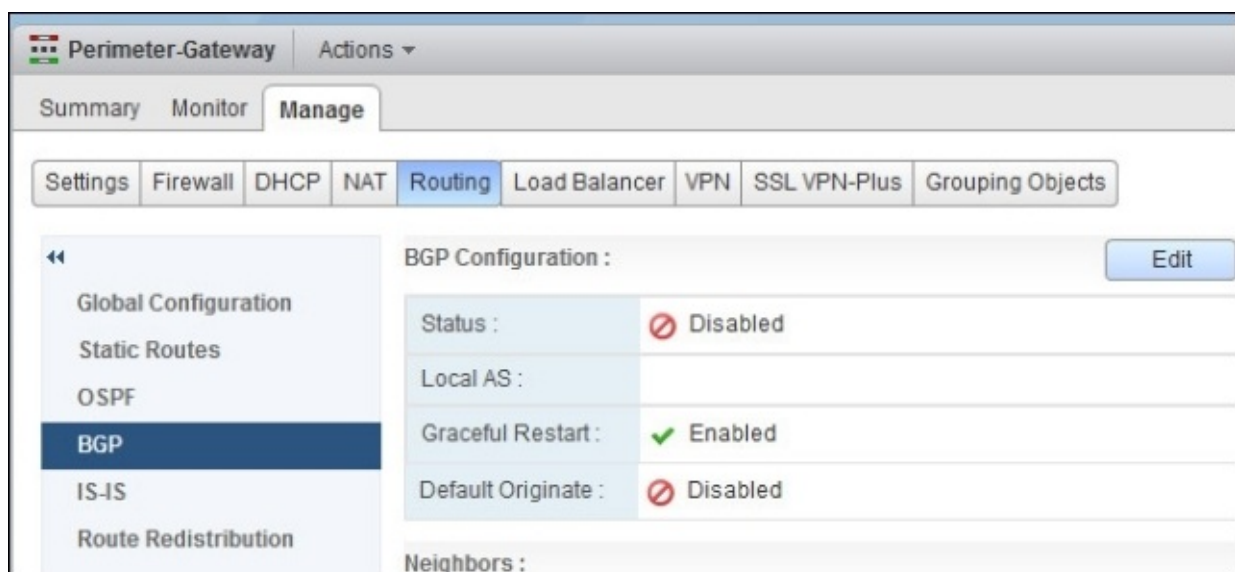 Perimeter-Gateway Actions
Summary Monitor Manage
Settings Firewall DHCP NAT Routing Load Balancer VPN SSL VPN-Plus Grouping Objects
BGP Configuration : Edit
Global Configuration
Static Routes
OSPF
BGP
IS-IS
Route Redistribution
Status : Disabled
Local AS :
Graceful Restart : Enabled
Default Originate : Disabled
Neighbors :